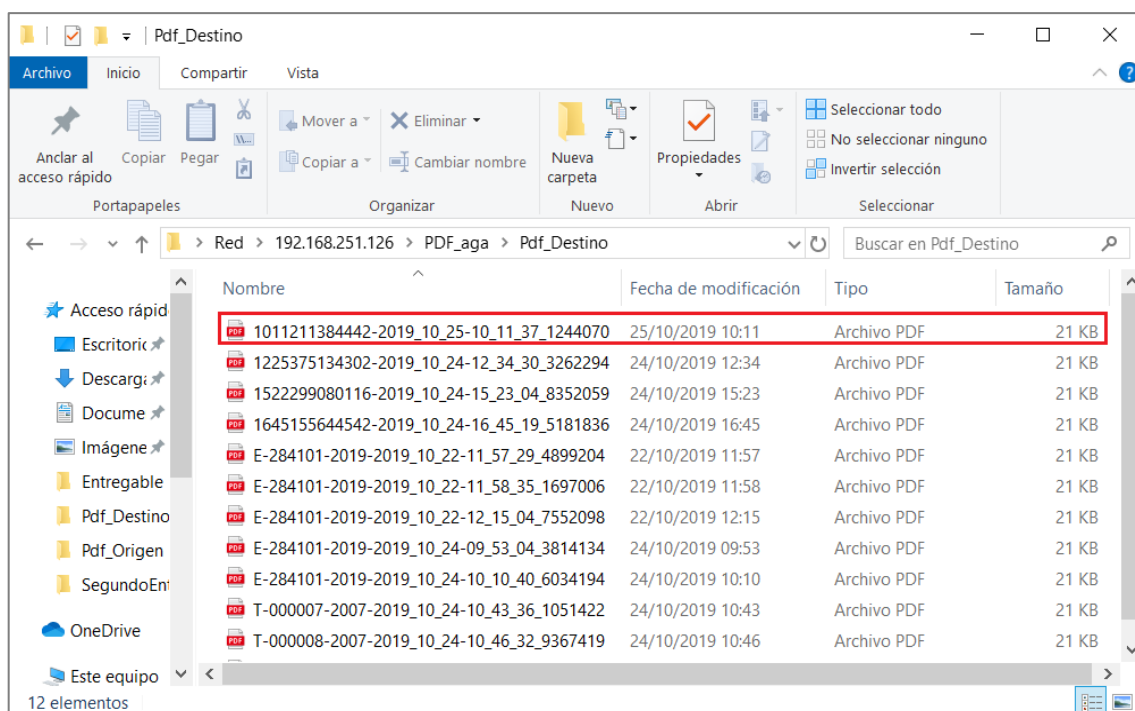 Pdf_Destino
Archivo Inicio Compartir Vista
Anclar al acceso rápido
Copiar
Pegar
Mover a
Copiar a
Eliminar
Cambiar nombre
Nueva carpeta
Propiedades
Seleccionar todo
No seleccionar ninguno
Invertir selección
Portapapeles Organizar Nuevo Abrir Seleccionar
> Red > 192.168.251.126 > PDF_aga > Pdf_Destino
Buscar en Pdf_Destino
Nombre Fecha de modificación Tipo Tamaño
Acceso rápid
Escritoric
Descarga
Docume
Imágene
Entregable
Pdf_Destino
Pdf_Origen
SegundoEnt
OneDrive
Este equipo
1011211384442-2019_10_25-10_11_37_1244070 25/10/2019 10:11 Archivo PDF 21 KB
1225375134302-2019_10_24-12_34_30_3262294 24/10/2019 12:34 Archivo PDF 21 KB
1522299080116-2019_10_24-15_23_04_8352059 24/10/2019 15:23 Archivo PDF 21 KB
1645155644542-2019_10_24-16_45_19_5181836 24/10/2019 16:45 Archivo PDF 21 KB
E-284101-2019-2019_10_22-11_57_29_4899204 22/10/2019 11:57 Archivo PDF 21 KB
E-284101-2019-2019_10_22-11_58_35_1697006 22/10/2019 11:58 Archivo PDF 21 KB
E-284101-2019-2019_10_22-12_15_04_7552098 22/10/2019 12:15 Archivo PDF 21 KB
E-284101-2019-2019_10_24-09_53_04_3814134 24/10/2019 09:53 Archivo PDF 21 KB
E-284101-2019-2019_10_24-10_10_40_6034194 24/10/2019 10:10 Archivo PDF 21 KB
T-000007-2007-2019_10_24-10_43_36_1051422 24/10/2019 10:43 Archivo PDF 21 KB
T-000008-2007-2019_10_24-10_46_32_9367419 24/10/2019 10:46 Archivo PDF 21 KB
12 elementos